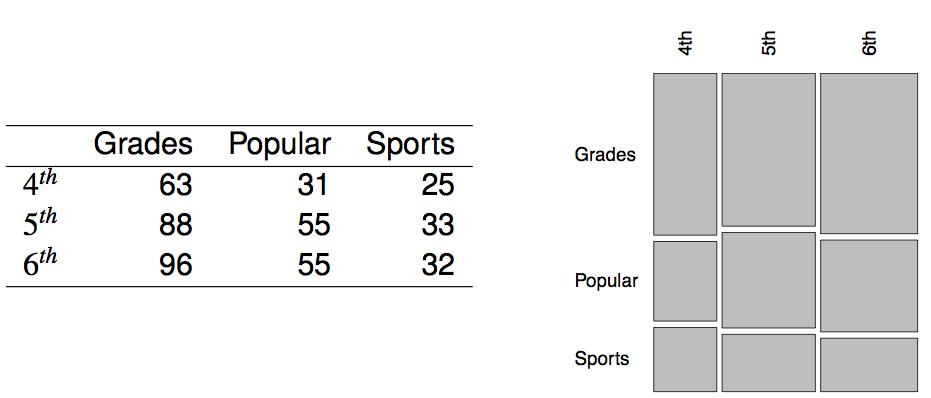 Grades Popular Sports
4th 63 31 25
5th 88 55 33
6th 96 55 32
4th 5th 6th
Grades
Popular
Sports